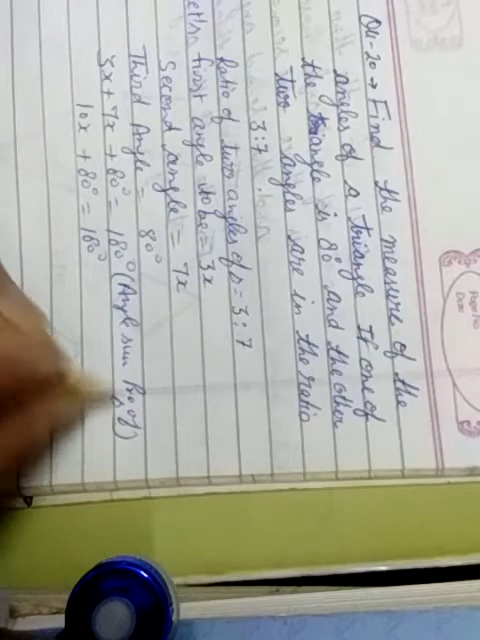 Page No.
Date
Qu-20 → Find the measure of the
angles of a triangle If one of
the triangle is 80° and the other
two angles are in the ratio
3:7
Ratio of two angles of Δ = 3:7
Let's first angle to be = 3x
Second angle = 7x
Third Angle = 80°
3x + 7x + 80° = 180° (Angle sum Prop)
10x + 80° = 180°